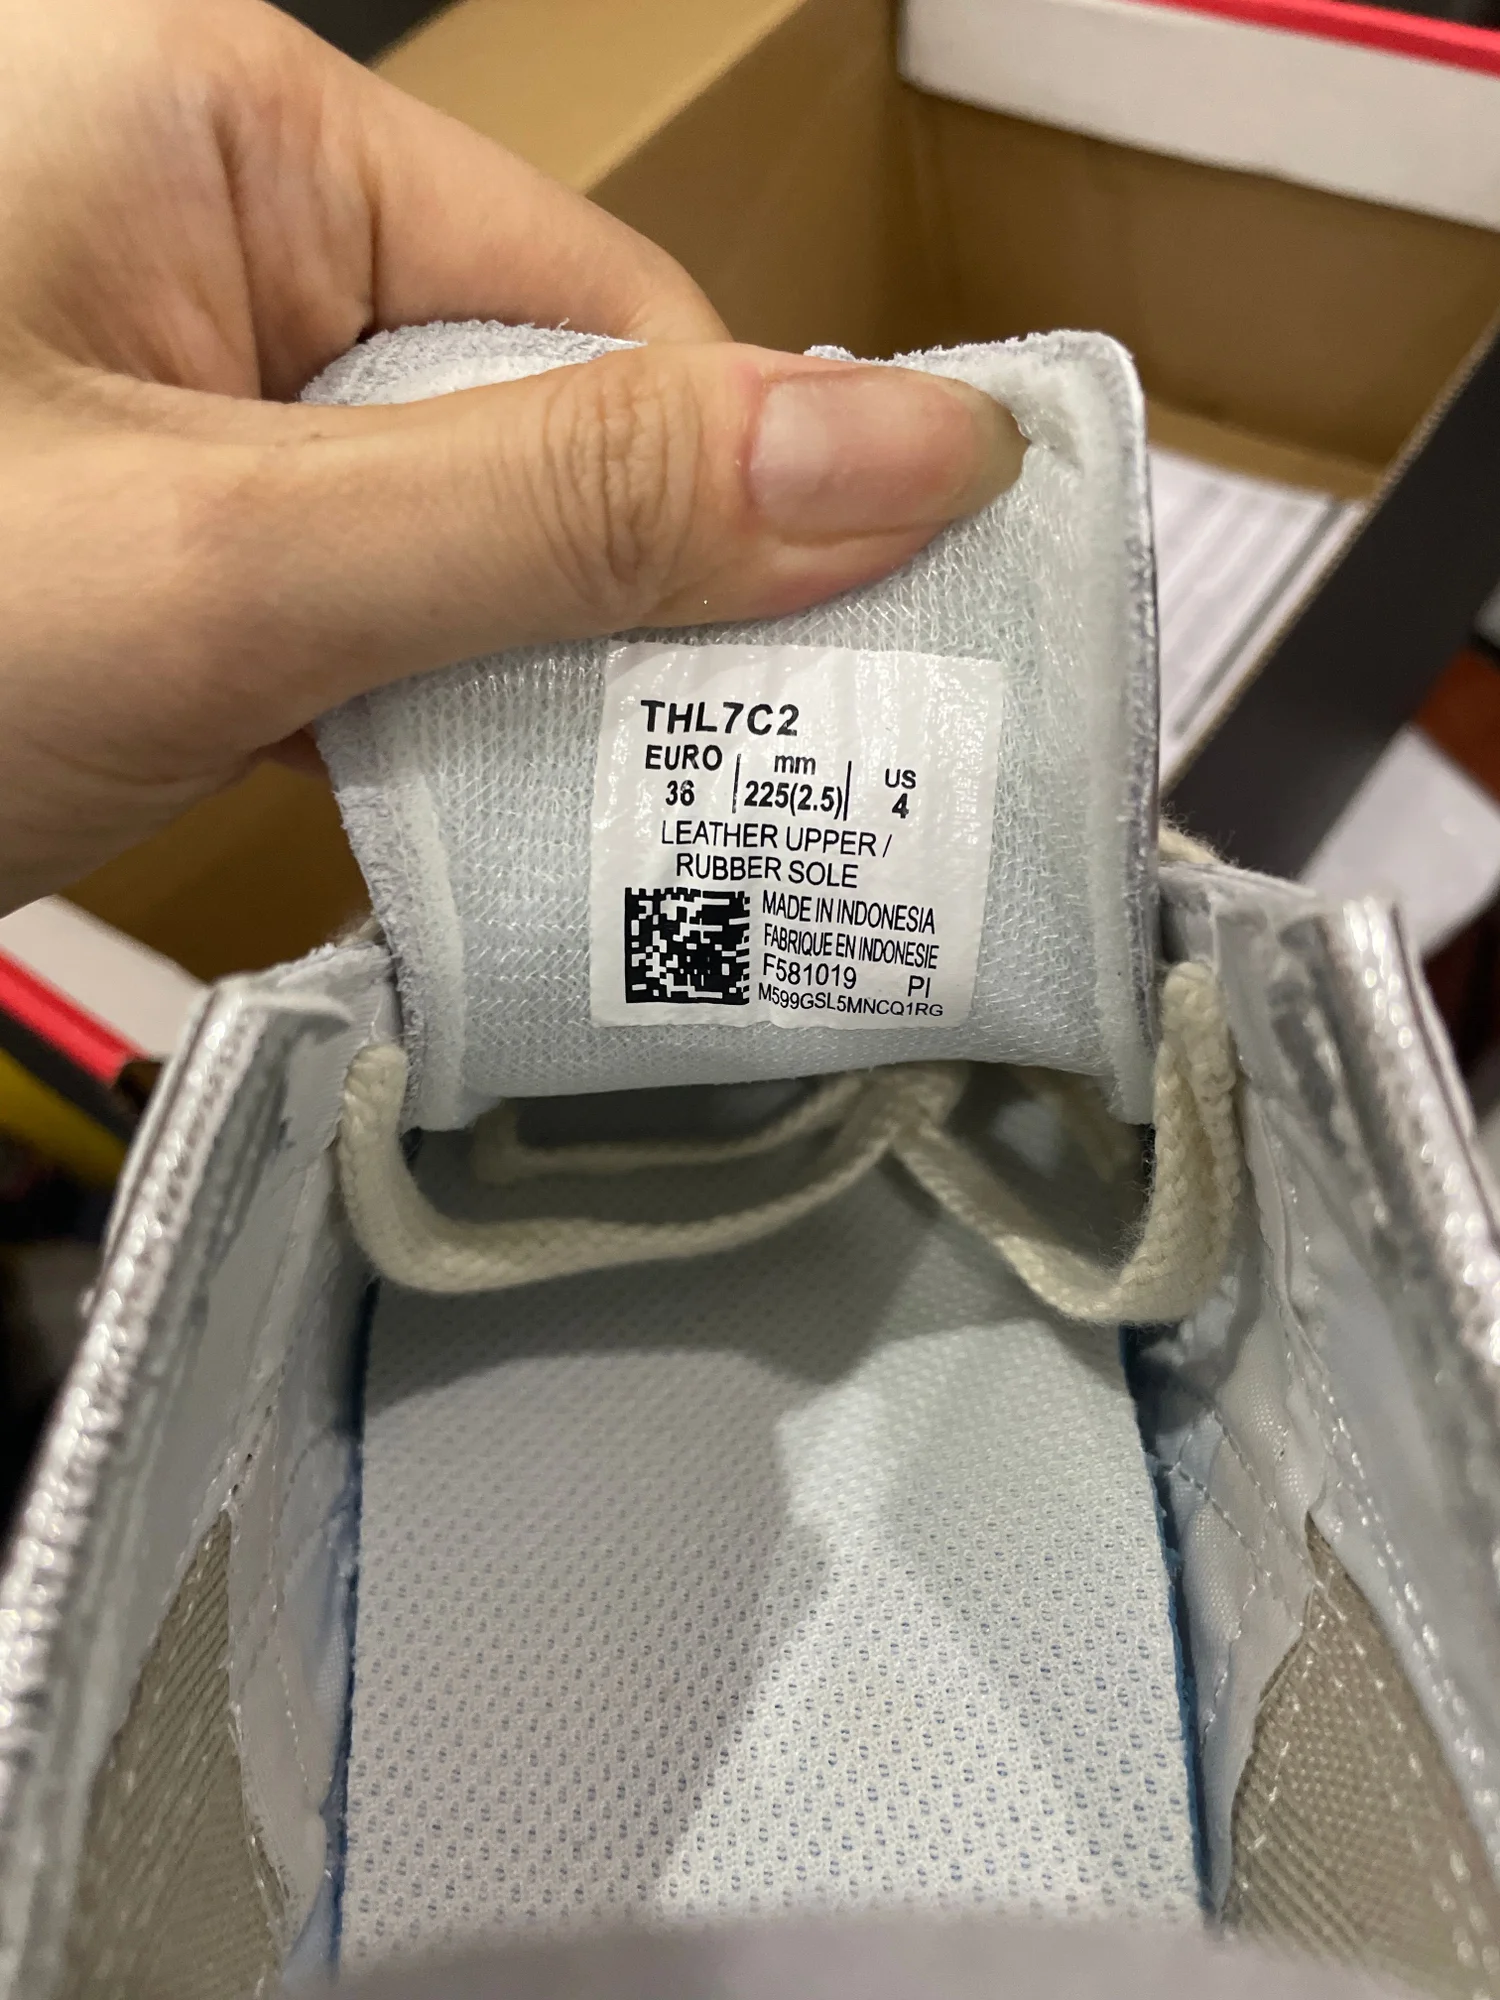 THL7C2
EURO | mm | US
36 | 225(2.5) | 4
LEATHER UPPER /
RUBBER SOLE
MADE IN INDONESIA
FABRIQUE EN INDONESIE
F581019 PI
M599GSL5MNCQ1RG